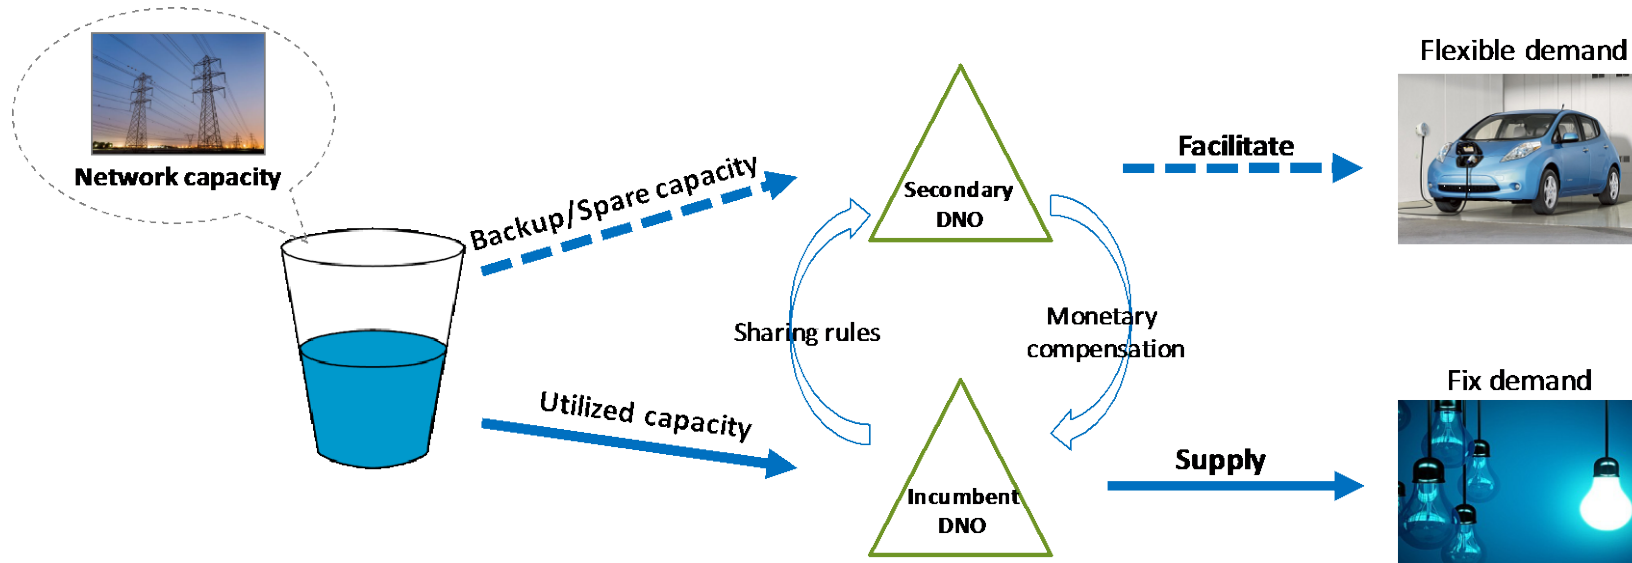 Network capacity
Backup/Spare capacity
Utilized capacity
Secondary
DNO
Sharing rules
Monetary
compensation
Incumbent
DNO
Facilitate
Supply
Flexible demand
Fix demand